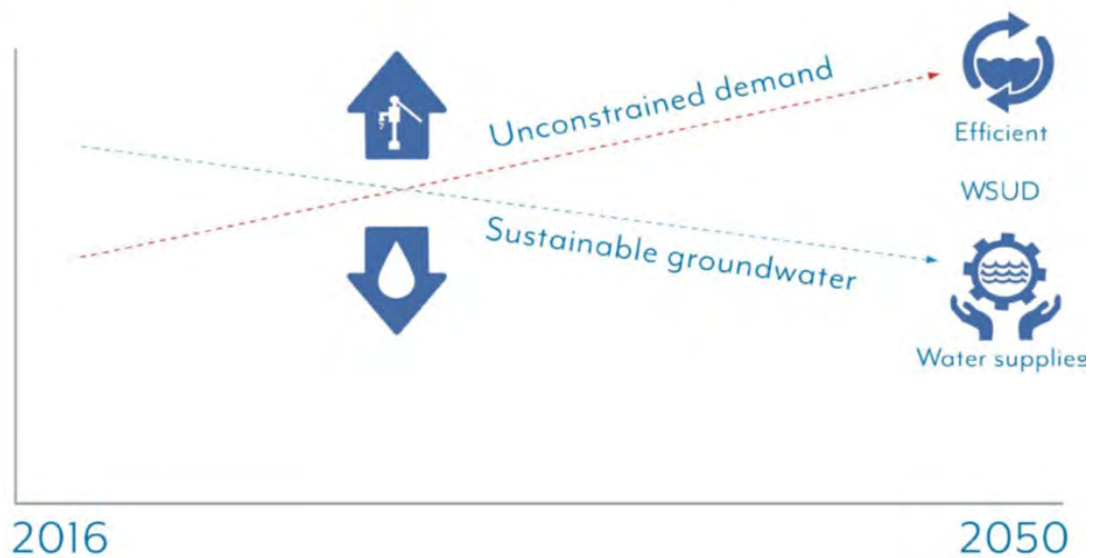 Unconstrained demand
Efficient
WSUD
Sustainable groundwater
Water supplies
2016
2050